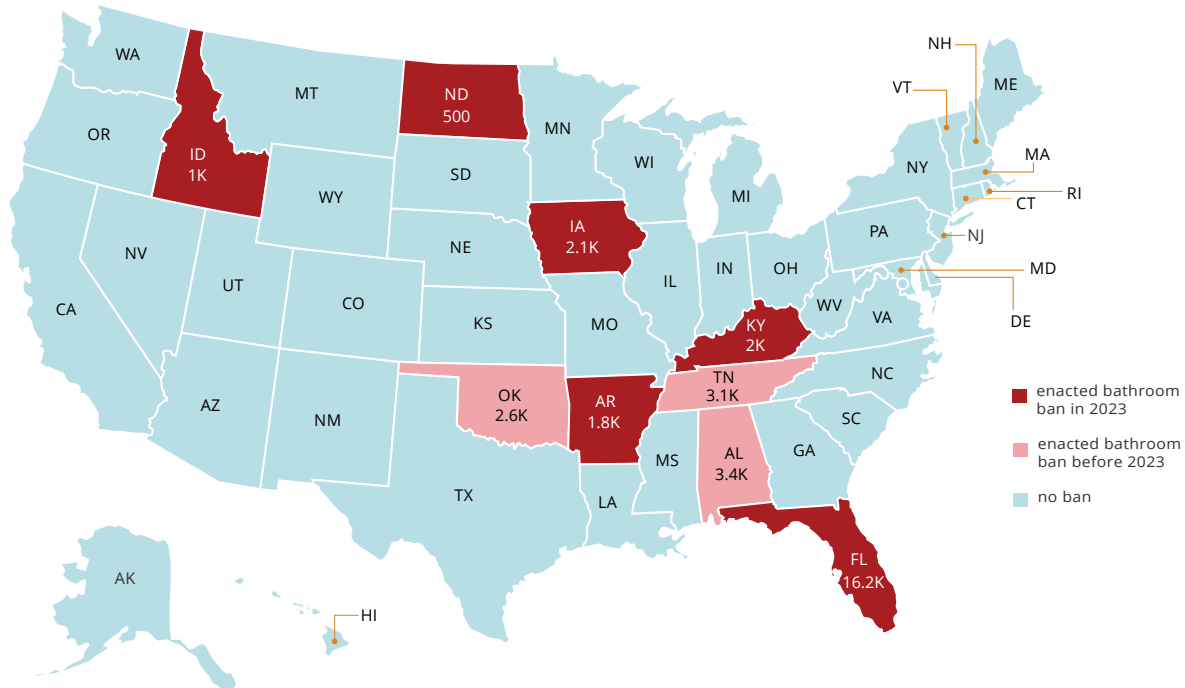 NH
WA
ME
VT
MT
ND
500
OR
MN
ID
1K
MA
WI
NY
SD
RI
MI
WY
CT
IA
2.1K
PA
NJ
NE
NV
OH
IN
MD
IL
UT
WV
CO
CA
VA
DE
KS
MO
KY
2K
NC
TN
3.1K
enacted bathroom
ban in 2023
OK
2.6K
AR
1.8K
AZ
NM
SC
enacted bathroom
ban before 2023
GA
AL
3.4K
MS
TX
LA
no ban
FL
16.2K
AK
HI